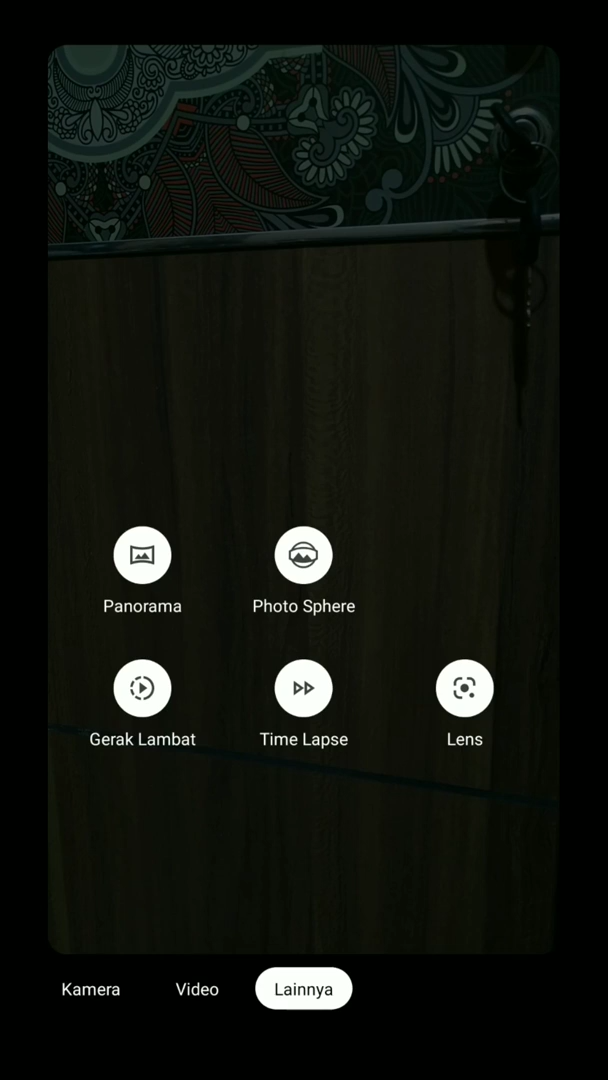 Panorama
Photo Sphere
Gerak Lambat
Time Lapse
Lens
Kamera
Video
Lainnya